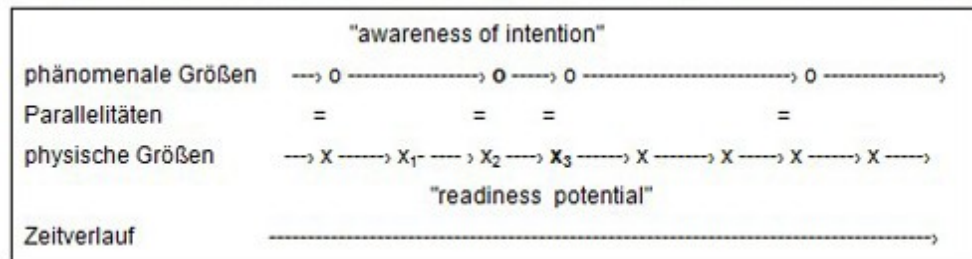 "awareness of intention"
phänomenale Größen ---> o -----------------> o -----> o ----------------------------> o --------------->
Parallelitäten = = = =
physische Größen ----> X ------> X₁- ----> X₂ ----> X₃ -------> X -------> X ------> X ------> X ----->
"readiness potential"
Zeitverlauf ----------------------------------------------------------------------------------->